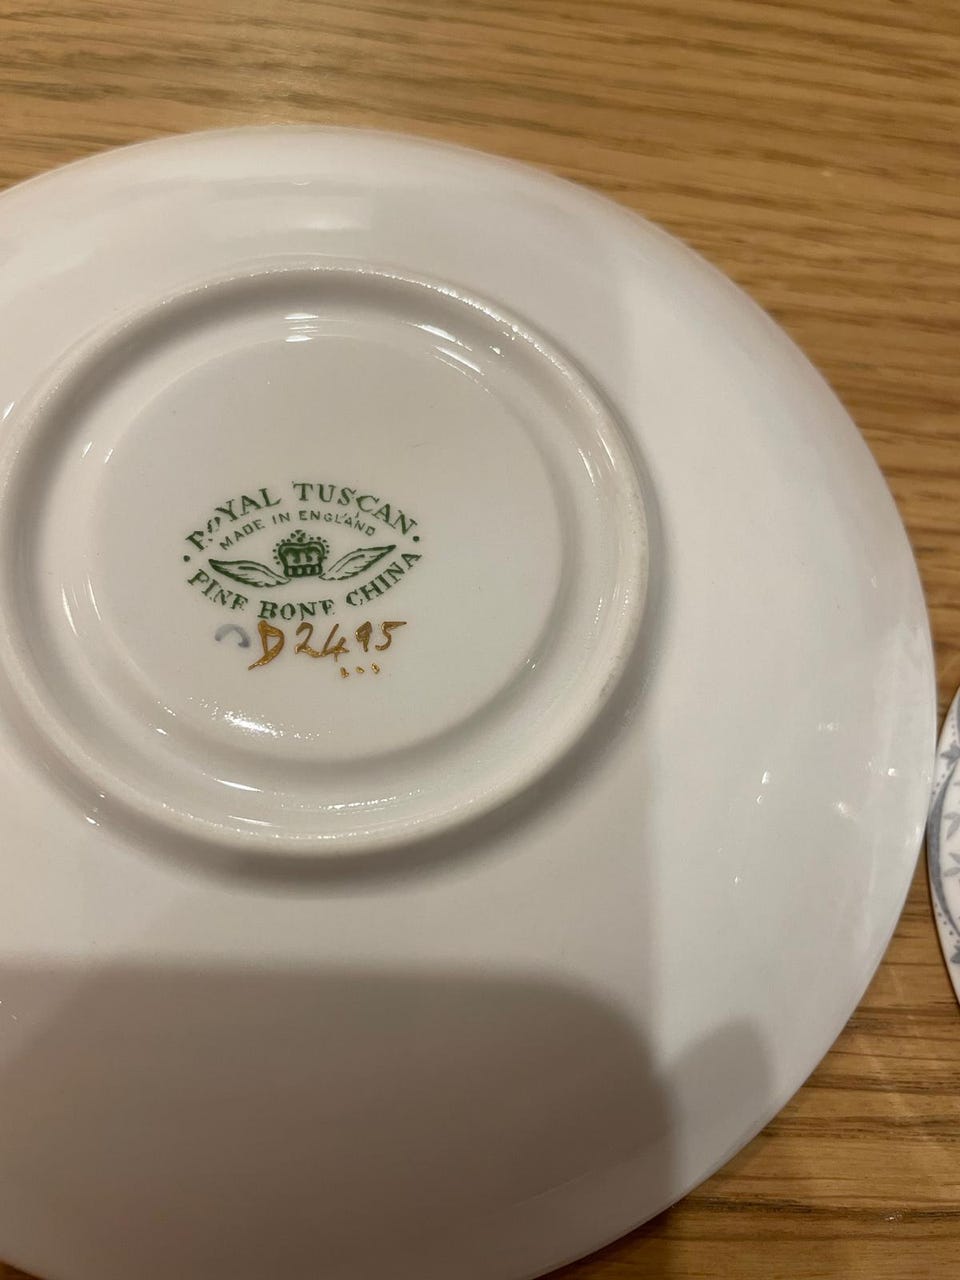 ROYAL TUSCAN
MADE IN ENGLAND
FINE BONE CHINA
D2495